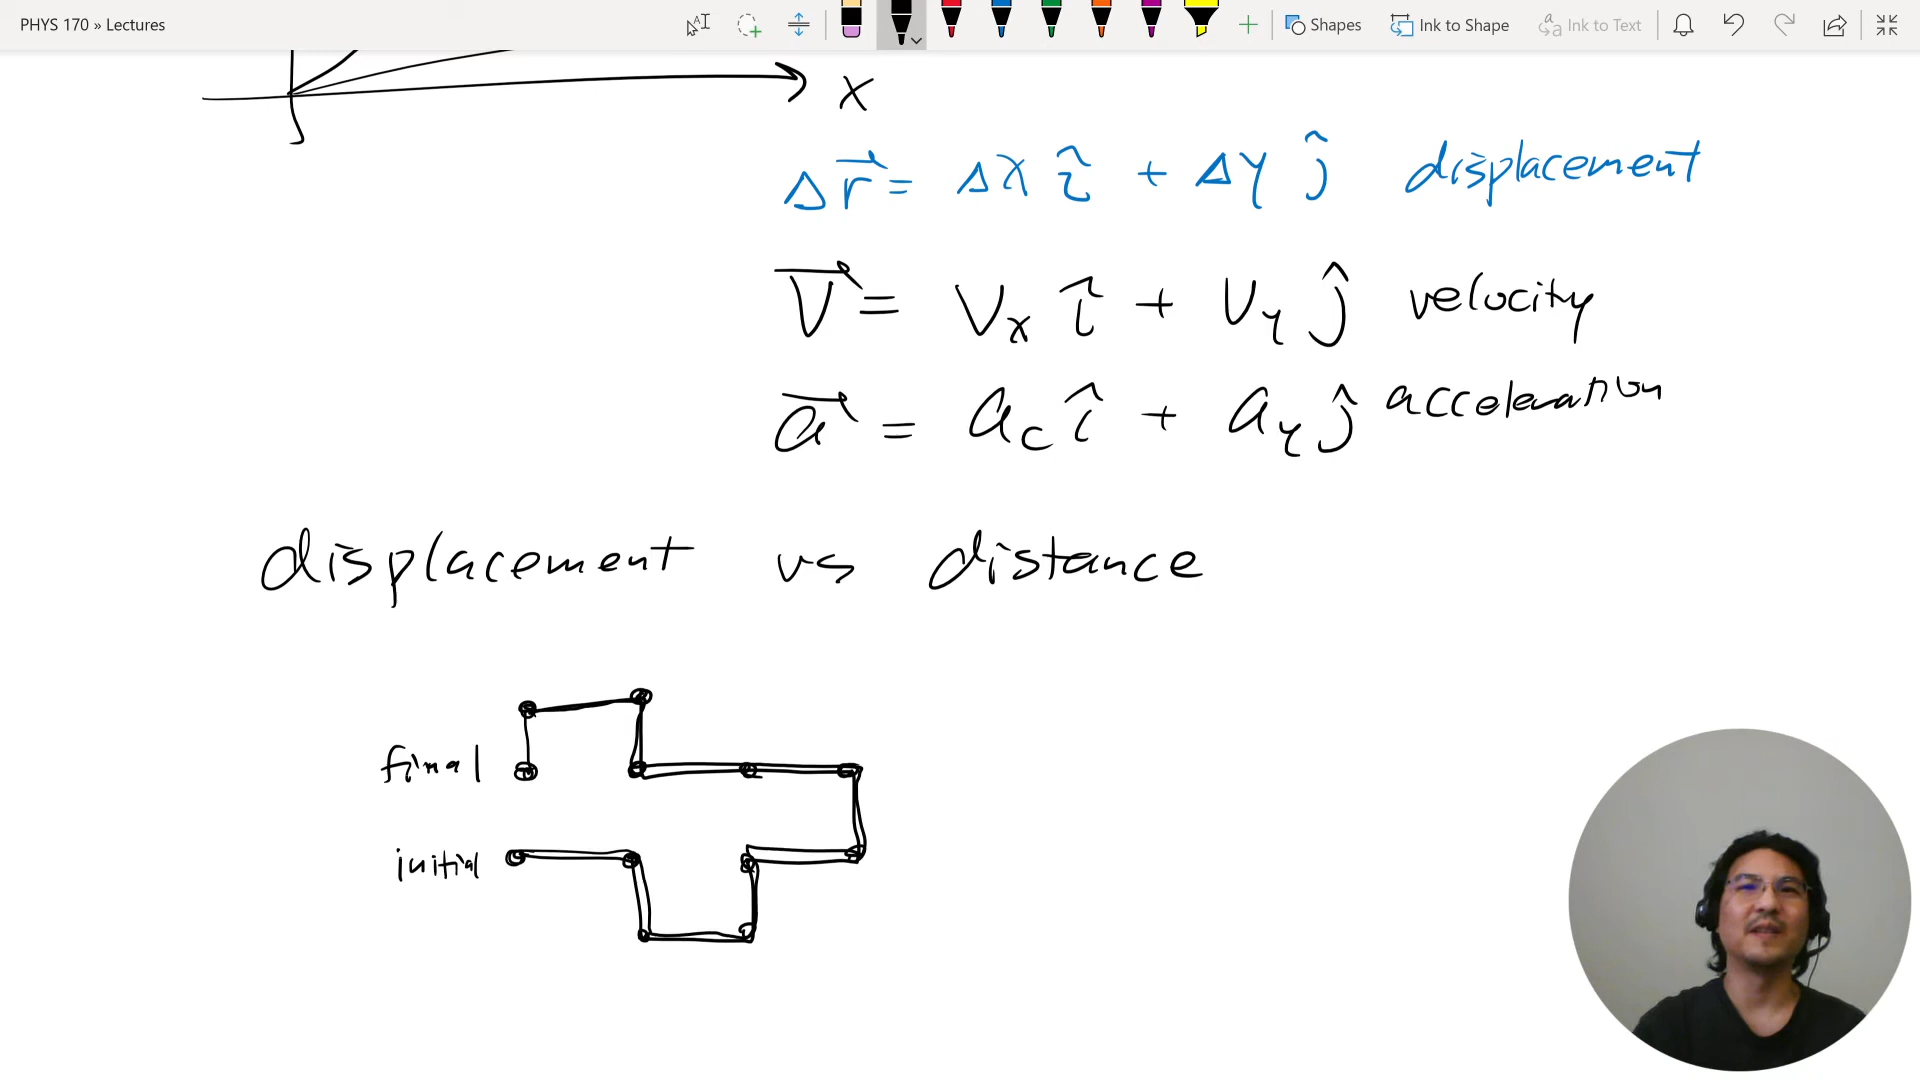 PHYS 170 » Lectures
Shapes
Ink to Shape
Ink to Text
x
Δr⃗ = Δx î + Δy ĵ displacement
V⃗ = Vx î + Vy ĵ velocity
a⃗ = ac î + ay ĵ acceleration
displacement vs distance
final
initial